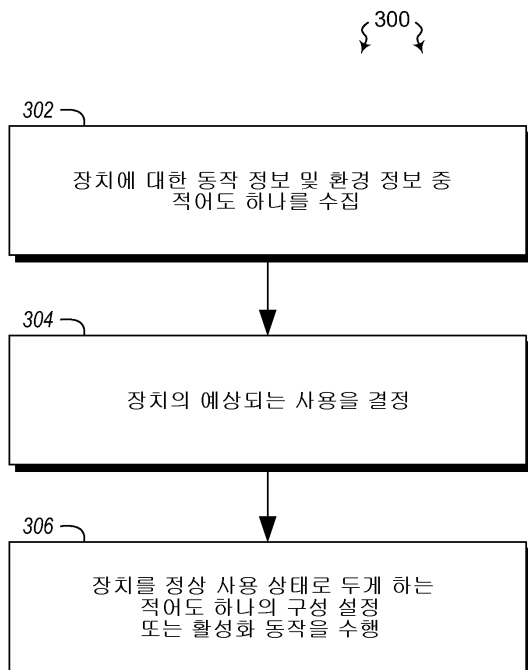 300
302
장치에 대한 동작 정보 및 환경 정보 중
적어도 하나를 수집
304
장치의 예상되는 사용을 결정
306
장치를 정상 사용 상태로 두게 하는
적어도 하나의 구성 설정
또는 활성화 동작을 수행